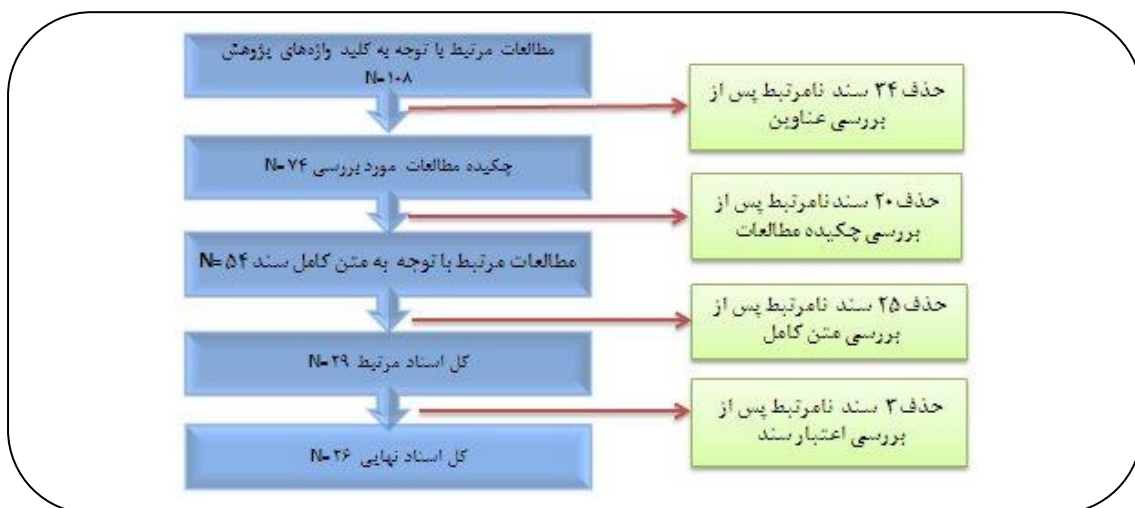 مطالعات مرتبط با توجه به کلید واژه‌های پژوهش
N=۱۰۸
حذف ۳۴ سند نامرتبط پس از
بررسی عناوین
چکیده مطالعات مورد بررسی N=۷۴
حذف ۲۰ سند نامرتبط پس از
بررسی چکیده مطالعات
مطالعات مرتبط با توجه به متن کامل سند N=۵۴
حذف ۲۵ سند نامرتبط پس از
بررسی متن کامل
کل اسناد مرتبط N=۲۹
حذف ۳ سند نامرتبط پس از
بررسی اعتبار سند
کل اسناد نهایی N=۲۶